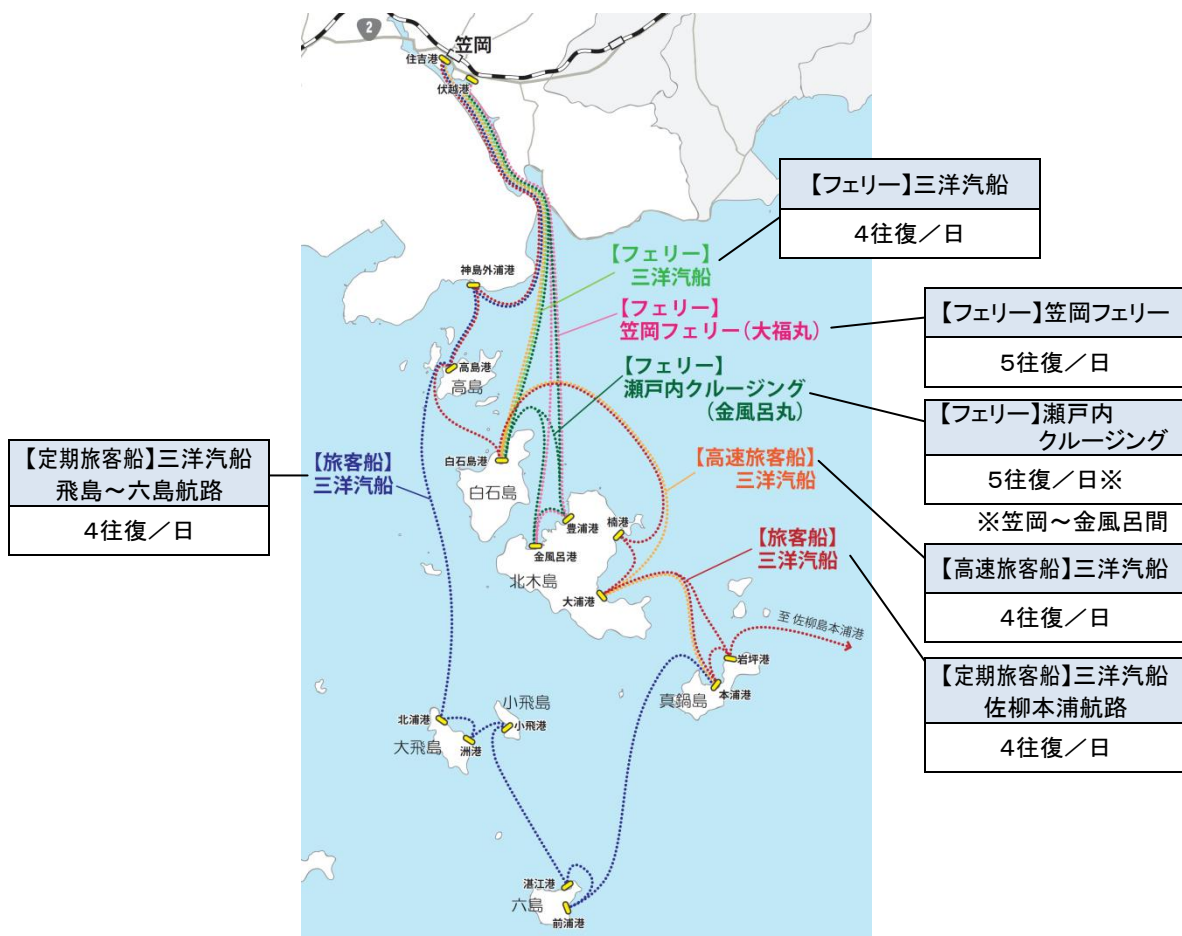 2
笠岡
住吉港
伏越港
【フェリー】三洋汽船
4往復／日
【フェリー】
三洋汽船
神島外浦港
【フェリー】
笠岡フェリー(大福丸)
【フェリー】笠岡フェリー
5往復／日
高島港
高島
【フェリー】
瀬戸内クルージング
(金風呂丸)
【フェリー】瀬戸内
クルージング
5往復／日※
※笠岡～金風呂間
【定期旅客船】三洋汽船
飛島～六島航路
4往復／日
【旅客船】
三洋汽船
白石島港
白石島
【高速旅客船】
三洋汽船
豊浦港
楠港
金風呂港
北木島
大浦港
【旅客船】
三洋汽船
【高速旅客船】三洋汽船
4往復／日
至 佐柳島本浦港
岩坪港
本浦港
真鍋島
【定期旅客船】三洋汽船
佐柳本浦航路
4往復／日
小飛島
北浦港
小飛港
大飛島
洲港
湛江港
六島
前浦港